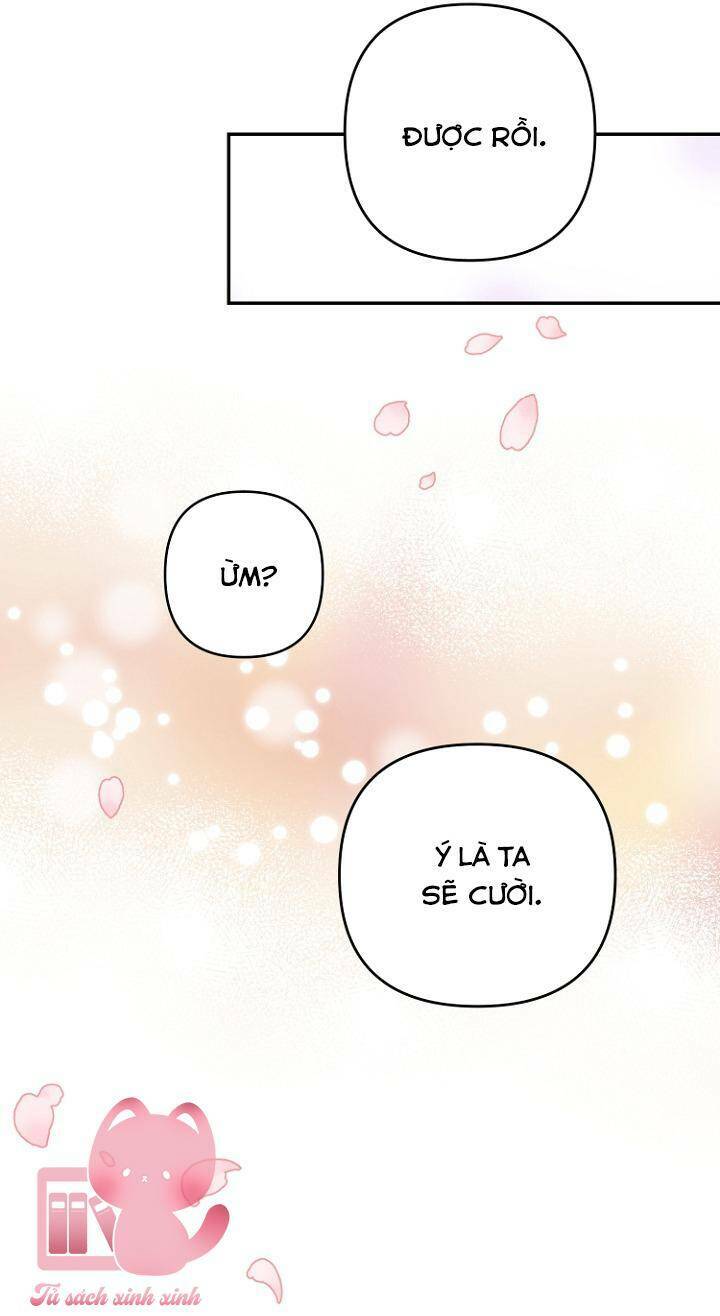 ĐƯỢC RỒI.
ỪM?
Ý LÀ TA
SẼ CƯỜI.
Tủ sách xinh xinh